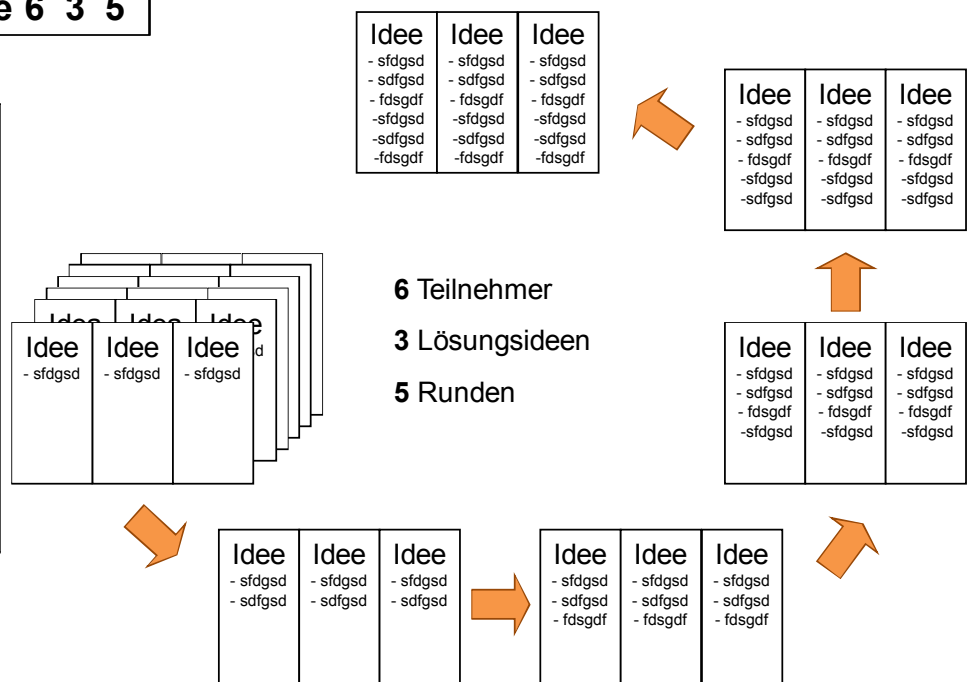 e 6 3 5
Idee Idee Idee
- sfdgsd - sfdgsd - sfdgsd
- sdfgsd - sdfgsd - sdfgsd
- fdsgdf - fdsgdf - fdsgdf
-sfdgsd -sfdgsd -sfdgsd
-sdfgsd -sdfgsd -sdfgsd
-fdsgdf -fdsgdf -fdsgdf
Idee Idee Idee
- sfdgsd - sfdgsd - sfdgsd
- sdfgsd - sdfgsd - sdfgsd
- fdsgdf - fdsgdf - fdsgdf
-sfdgsd -sfdgsd -sfdgsd
-sdfgsd -sdfgsd -sdfgsd
6 Teilnehmer
3 Lösungsideen
5 Runden
Idee Idee Idee
Idee Idee Idee
- sfdgsd - sfdgsd - sfdgsd
Idee Idee Idee
- sfdgsd - sfdgsd - sfdgsd
- sdfgsd - sdfgsd - sdfgsd
- fdsgdf - fdsgdf - fdsgdf
-sfdgsd -sfdgsd -sfdgsd
Idee Idee Idee
- sfdgsd - sfdgsd - sfdgsd
- sdfgsd - sdfgsd - sdfgsd
Idee Idee Idee
- sfdgsd - sfdgsd - sfdgsd
- sdfgsd - sdfgsd - sdfgsd
- fdsgdf - fdsgdf - fdsgdf